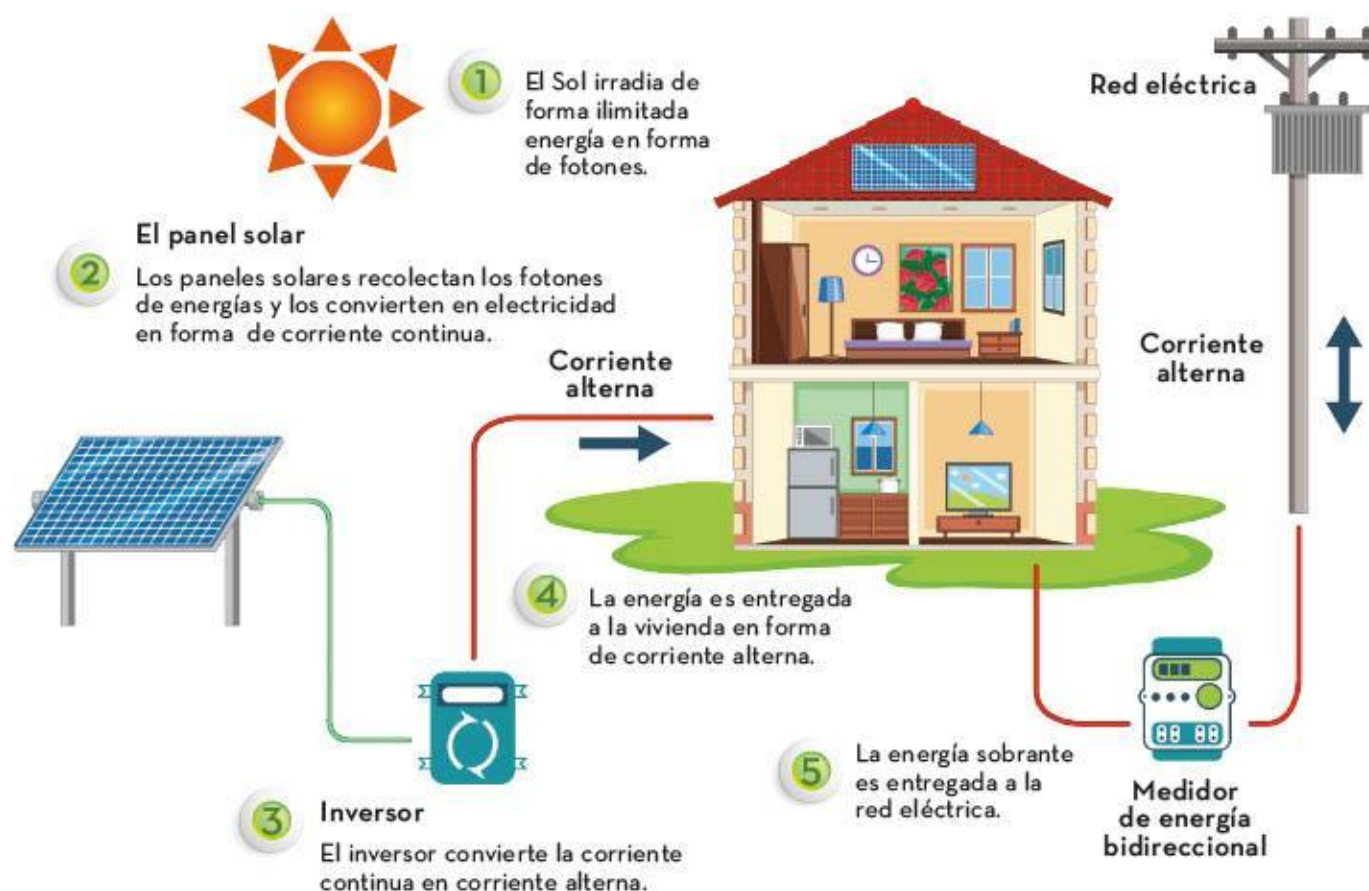 1
El Sol irradia de
forma ilimitada
energía en forma
de fotones.
Red eléctrica
El panel solar
2
Los paneles solares recolectan los fotones
de energías y los convierten en electricidad
en forma de corriente continua.
Corriente
alterna
Corriente
alterna
4
La energía es entregada
a la vivienda en forma
de corriente alterna.
3
Inversor
El inversor convierte la corriente
continua en corriente alterna.
5
La energía sobrante
es entregada a la
red eléctrica.
Medidor
de energía
bidireccional